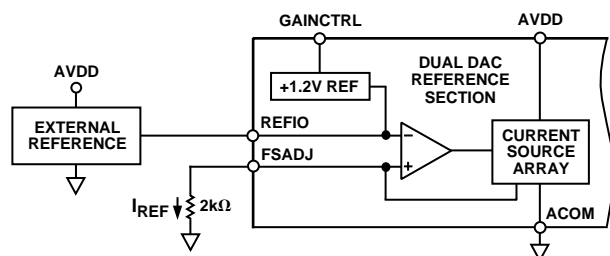 GAINCTRL
AVDD
AVDD
DUAL DAC
REFERENCE
SECTION
+1.2V REF
EXTERNAL
REFERENCE
REFIO
−
CURRENT
SOURCE
ARRAY
FSADJ
+
IREF
2kΩ
ACOM